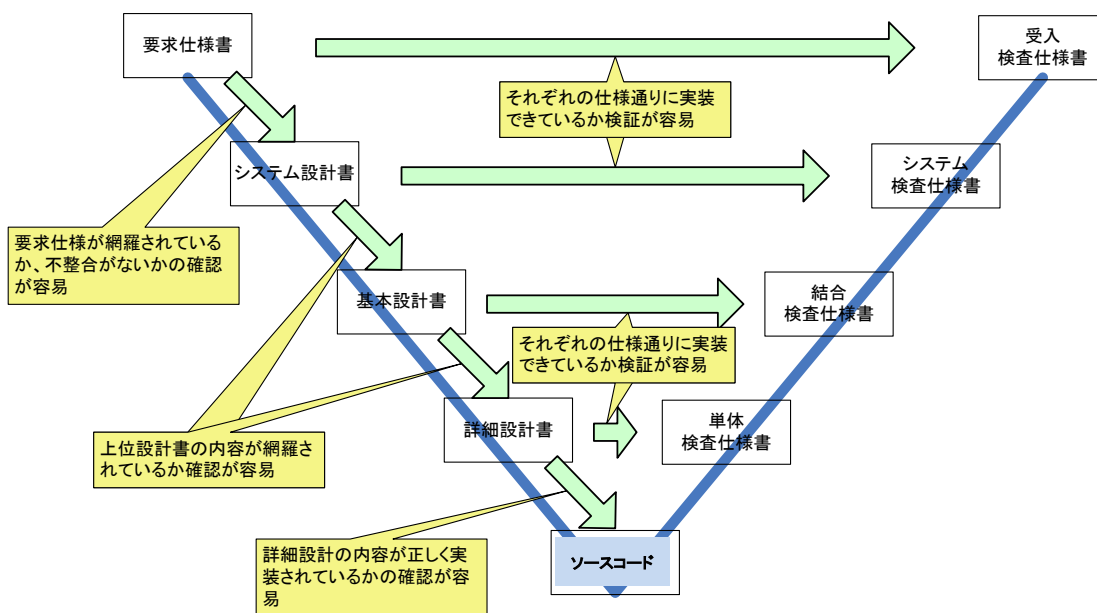 要求仕様書
受入
検査仕様書
それぞれの仕様通りに実装
できているか検証が容易
システム設計書
システム
検査仕様書
要求仕様が網羅されている
か、不整合がないかの確認
が容易
基本設計書
結合
検査仕様書
それぞれの仕様通りに実装
できているか検証が容易
詳細設計書
単体
検査仕様書
上位設計書の内容が網羅さ
れているか確認が容易
詳細設計の内容が正しく実
装されているかの確認が容
易
ソースコード